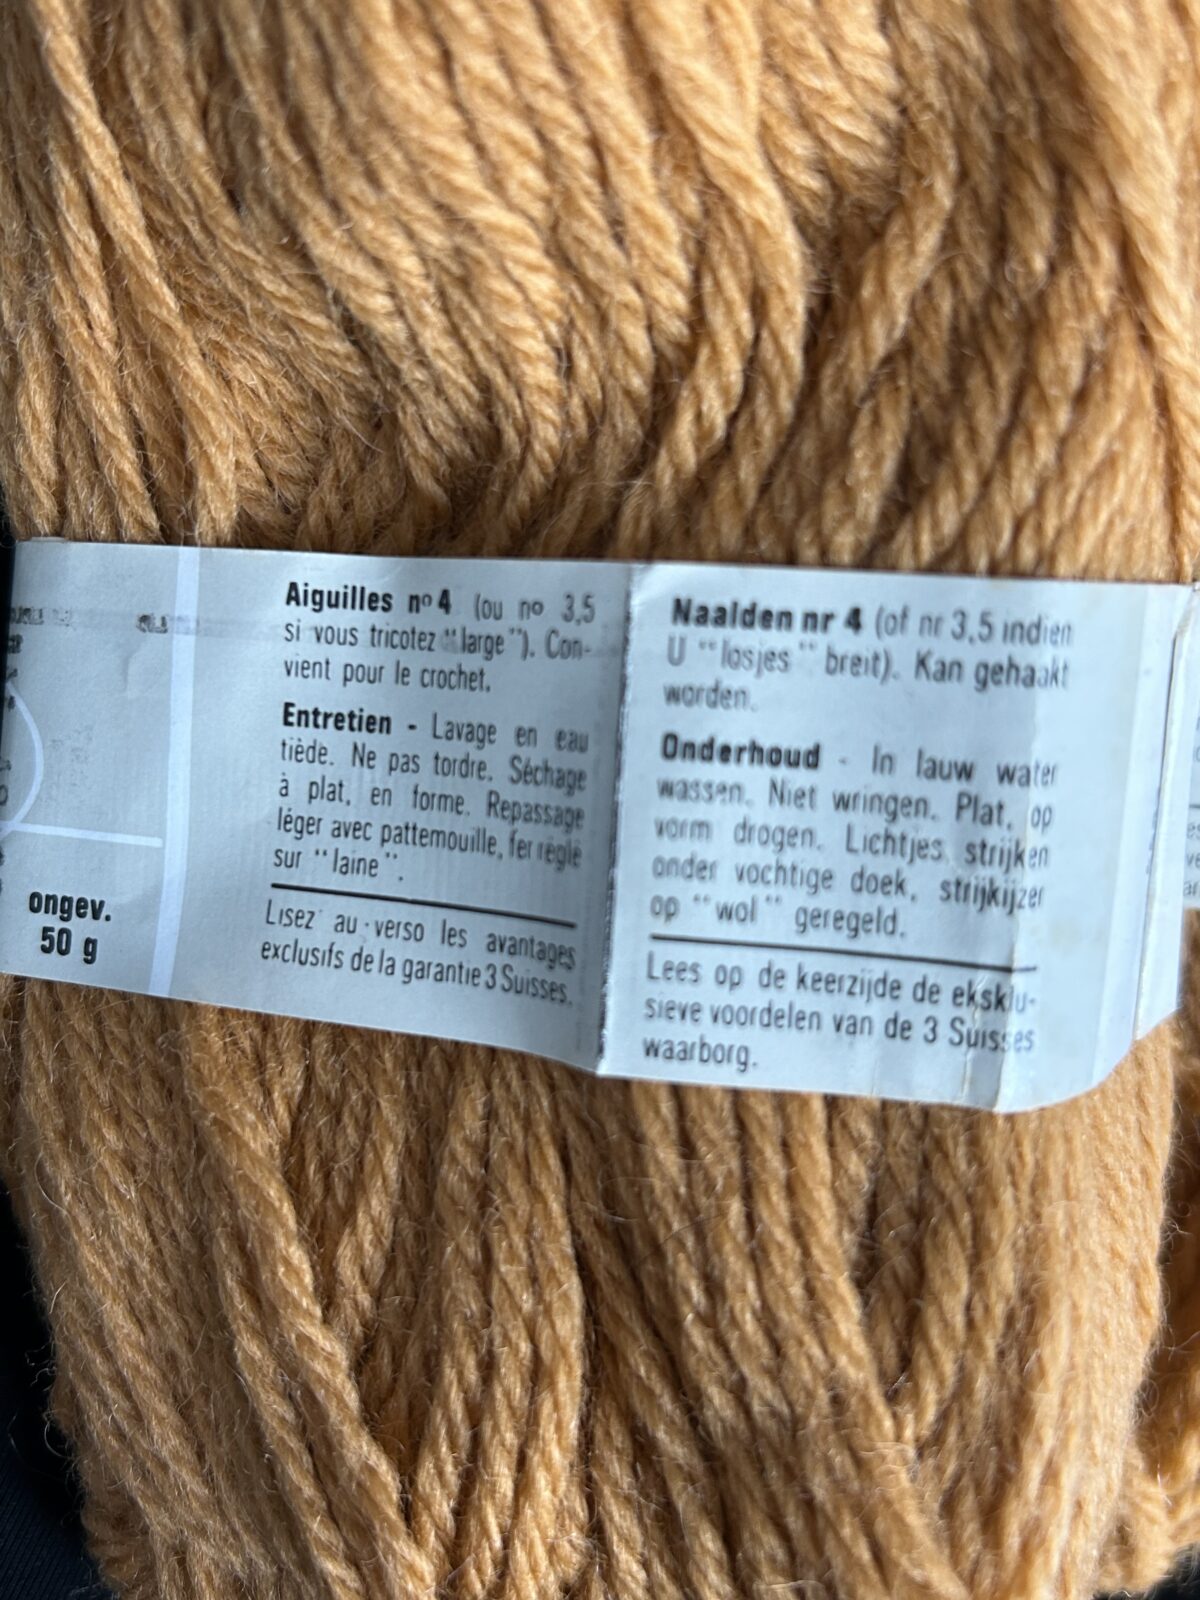 ongev.
50 g
Aiguilles nº 4 (ou nº 3,5
si vous tricotez "large"). Con-
vient pour le crochet.
Entretien - Lavage en eau
tiède. Ne pas tordre. Séchage
à plat, en forme. Repassage
léger avec pattemouille, fer réglé
sur "laine".
Lisez au verso les avantages
exclusifs de la garantie 3 Suisses.
Naalden nr 4 (of nr 3,5 indien
U "losjes" breit). Kan gehaakt
worden.
Onderhoud - In lauw water
wassen. Niet wringen. Plat, op
vorm drogen. Lichtjes strijken
onder vochtige doek, strijkijzer
op "wol" geregeld.
Lees op de keerzijde de eksklu-
sieve voordelen van de 3 Suisses
waarborg.